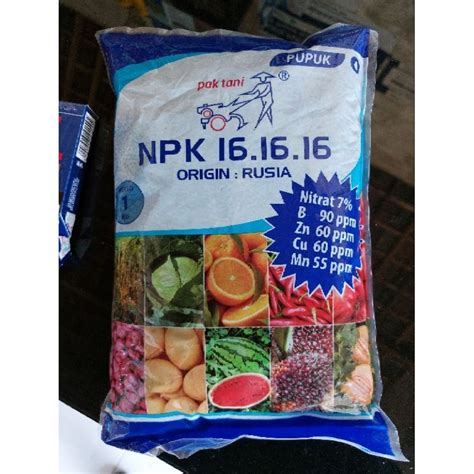 PUPUK
pak tani
®
NPK 16.16.16
ORIGIN : RUSIA
Nitrat 7%
B 90 ppm
Zn 60 ppm
Cu 60 ppm
Mn 55 ppm
1